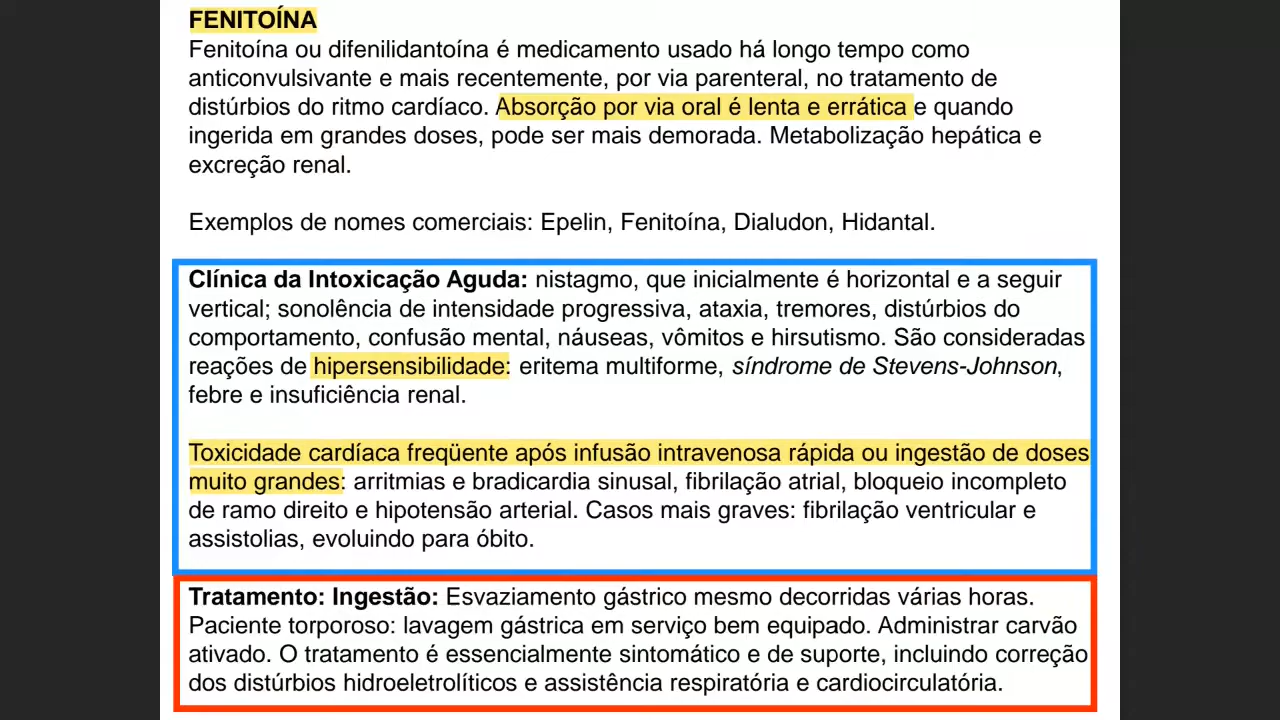 FENITOÍNA
Fenitoína ou difenilidantoína é medicamento usado há longo tempo como
anticonvulsivante e mais recentemente, por via parenteral, no tratamento de
distúrbios do ritmo cardíaco. Absorção por via oral é lenta e errática e quando
ingerida em grandes doses, pode ser mais demorada. Metabolização hepática e
excreção renal.
Exemplos de nomes comerciais: Epelin, Fenitoína, Dialudon, Hidantal.
Clínica da Intoxicação Aguda: nistagmo, que inicialmente é horizontal e a seguir
vertical; sonolência de intensidade progressiva, ataxia, tremores, distúrbios do
comportamento, confusão mental, náuseas, vômitos e hirsutismo. São consideradas
reações de hipersensibilidade: eritema multiforme, síndrome de Stevens-Johnson,
febre e insuficiência renal.
Toxicidade cardíaca freqüente após infusão intravenosa rápida ou ingestão de doses
muito grandes: arritmias e bradicardia sinusal, fibrilação atrial, bloqueio incompleto
de ramo direito e hipotensão arterial. Casos mais graves: fibrilação ventricular e
assistolias, evoluindo para óbito.
Tratamento: Ingestão: Esvaziamento gástrico mesmo decorridas várias horas.
Paciente torporoso: lavagem gástrica em serviço bem equipado. Administrar carvão
ativado. O tratamento é essencialmente sintomático e de suporte, incluindo correção
dos distúrbios hidroeletrolíticos e assistência respiratória e cardiocirculatória.